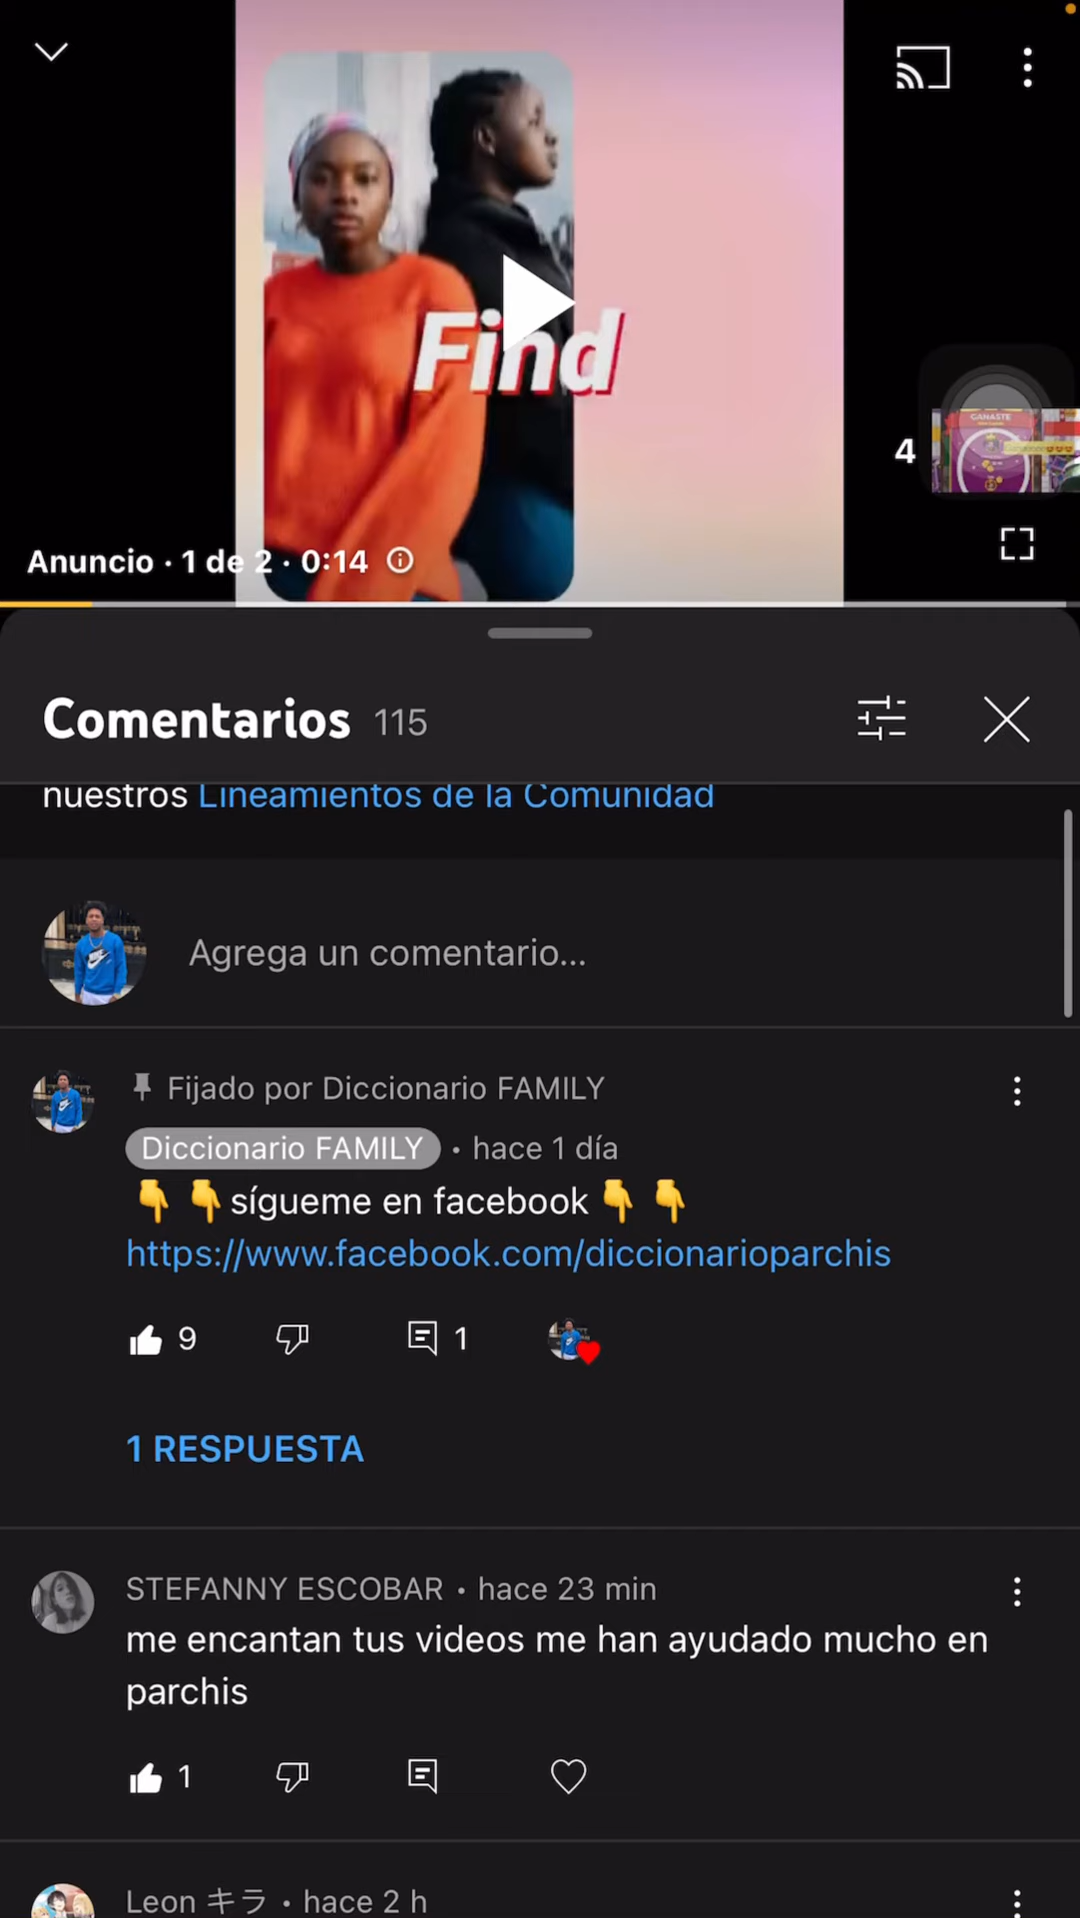 Find
GANASTE
4
Anuncio · 1 de 2 · 0:14
Comentarios 115
nuestros Lineamientos de la Comunidad
Agrega un comentario...
Fijado por Diccionario FAMILY
Diccionario FAMILY · hace 1 día
👇👇sígueme en facebook👇👇
https://www.facebook.com/diccionarioparchis
9 1
1 RESPUESTA
STEFANNY ESCOBAR · hace 23 min
me encantan tus videos me han ayudado mucho en
parchis
1
Leon キラ · hace 2 h